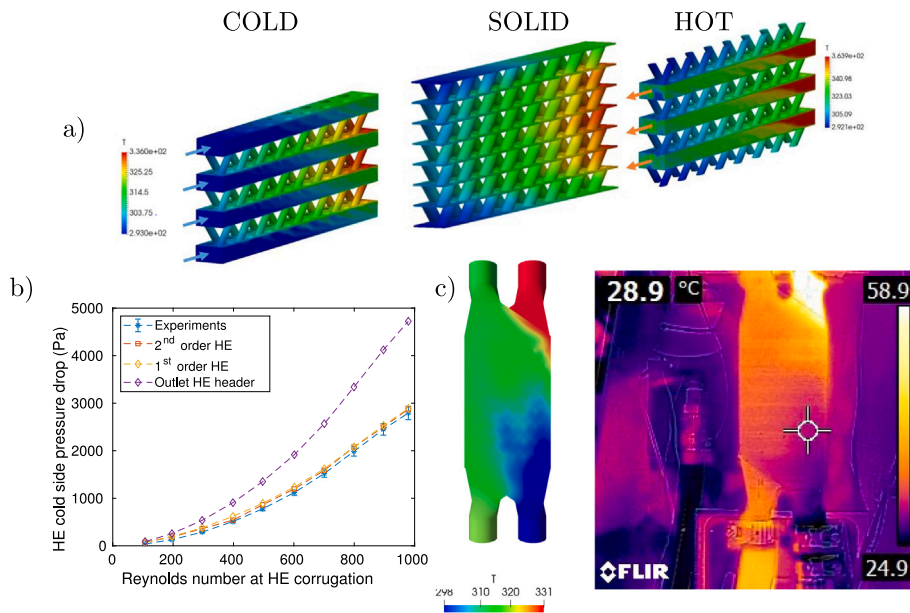 COLD
SOLID
HOT
a)
T
3.360e+02
325.25
314.5
303.75
2.930e+02
T
3.639e+02
340.98
305.09
2.921e+02
b)
5000
4000
3000
2000
1000
0
0
200
400
600
800
1000
HE cold side pressure drop (Pa)
Reynolds number at HE corrugation
Experiments
2nd order HE
1st order HE
Outlet HE header
c)
T
298
310
320
331
28.9 °C
58.9
24.9
FLIR